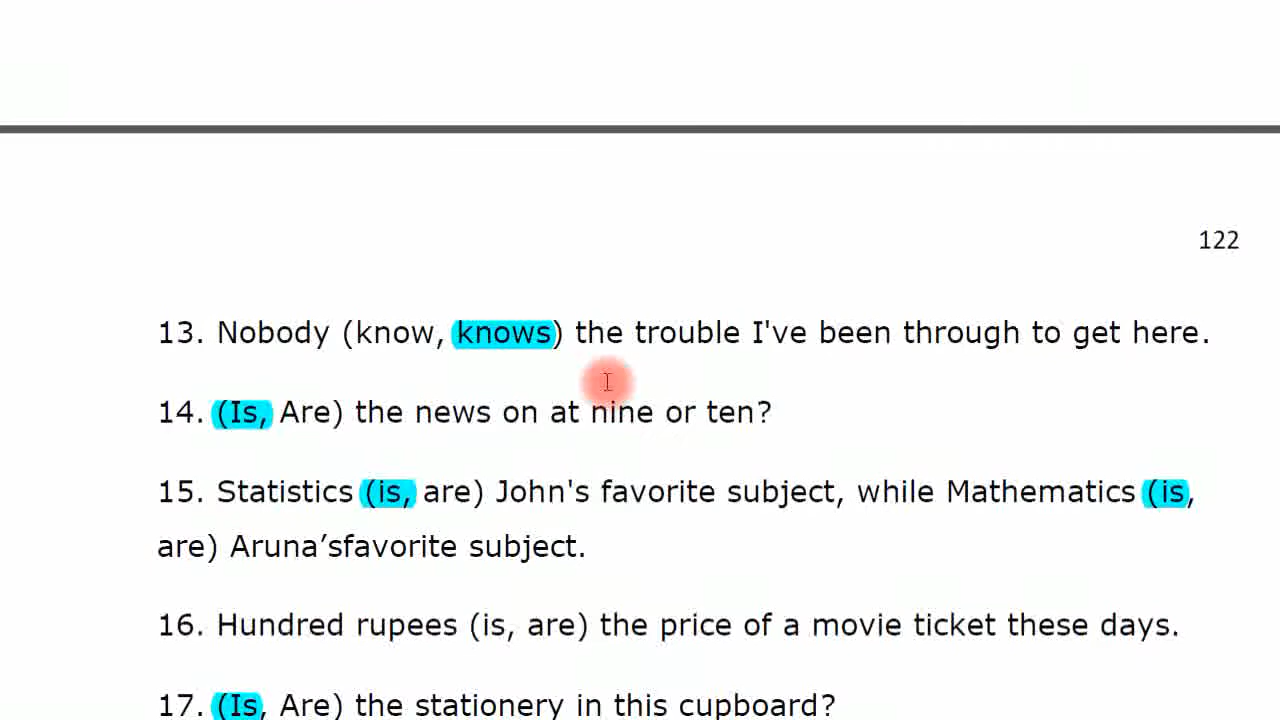 122
13. Nobody (know, knows) the trouble I've been through to get here.
14. (Is, Are) the news on at nine or ten?
15. Statistics (is, are) John's favorite subject, while Mathematics (is,
are) Aruna’sfavorite subject.
16. Hundred rupees (is, are) the price of a movie ticket these days.
17. (Is, Are) the stationery in this cupboard?